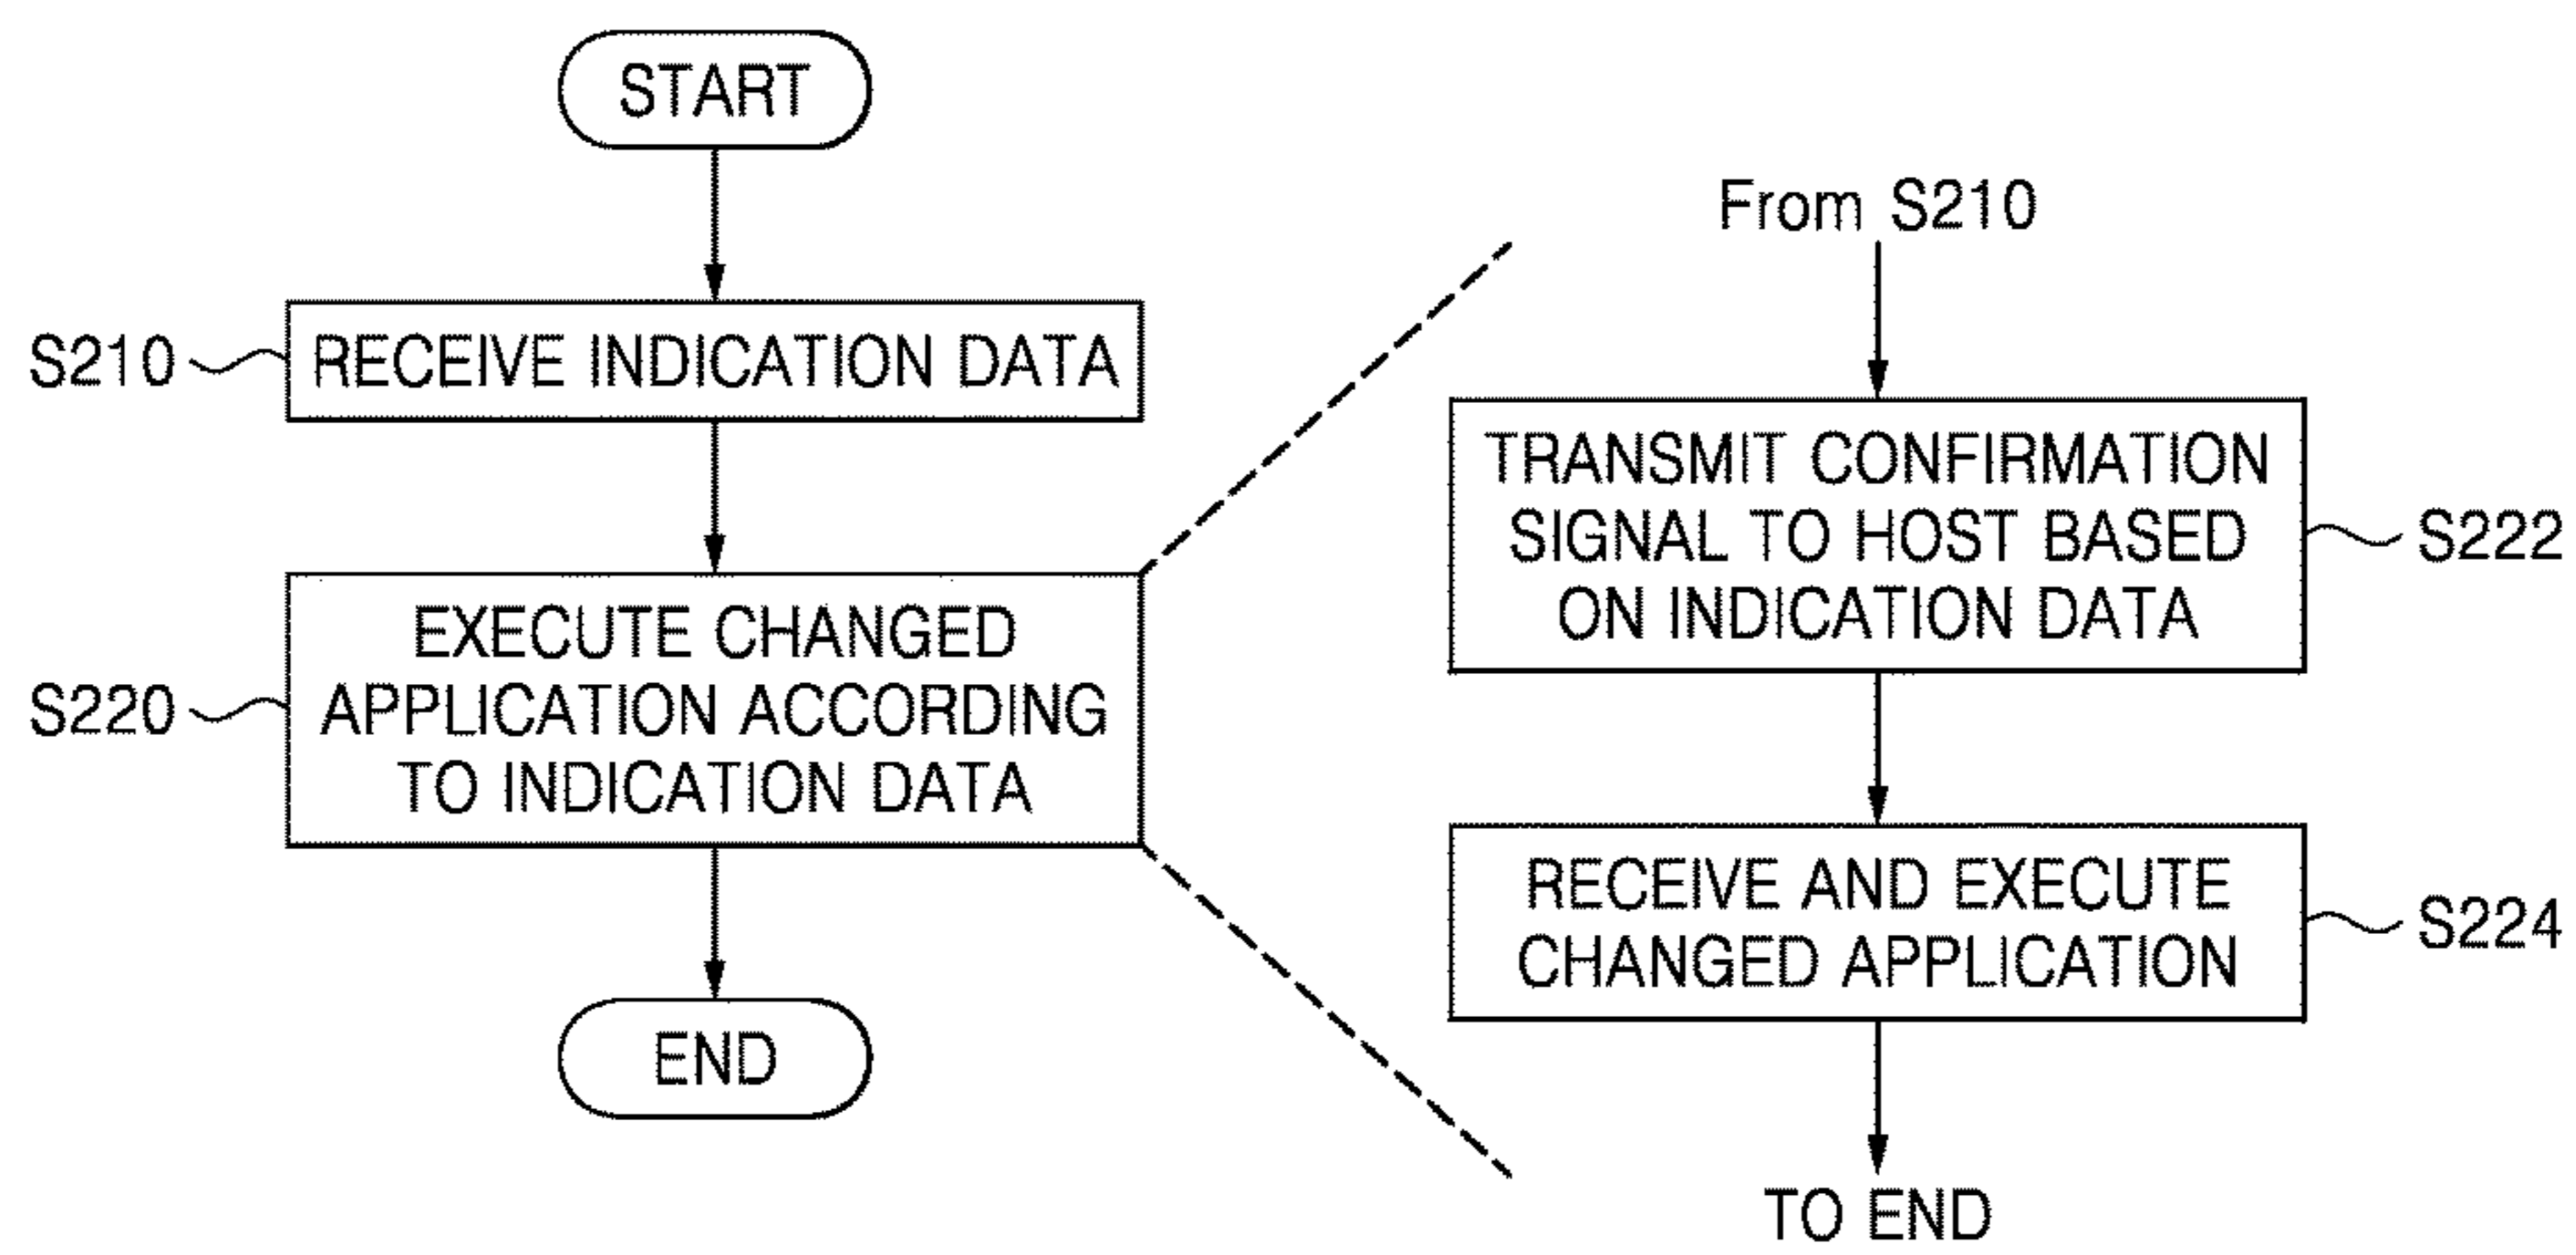 START
S210
RECEIVE INDICATION DATA
S220
EXECUTE CHANGED
APPLICATION ACCORDING
TO INDICATION DATA
END
From S210
TRANSMIT CONFIRMATION
SIGNAL TO HOST BASED
ON INDICATION DATA
S222
RECEIVE AND EXECUTE
CHANGED APPLICATION
S224
TO END